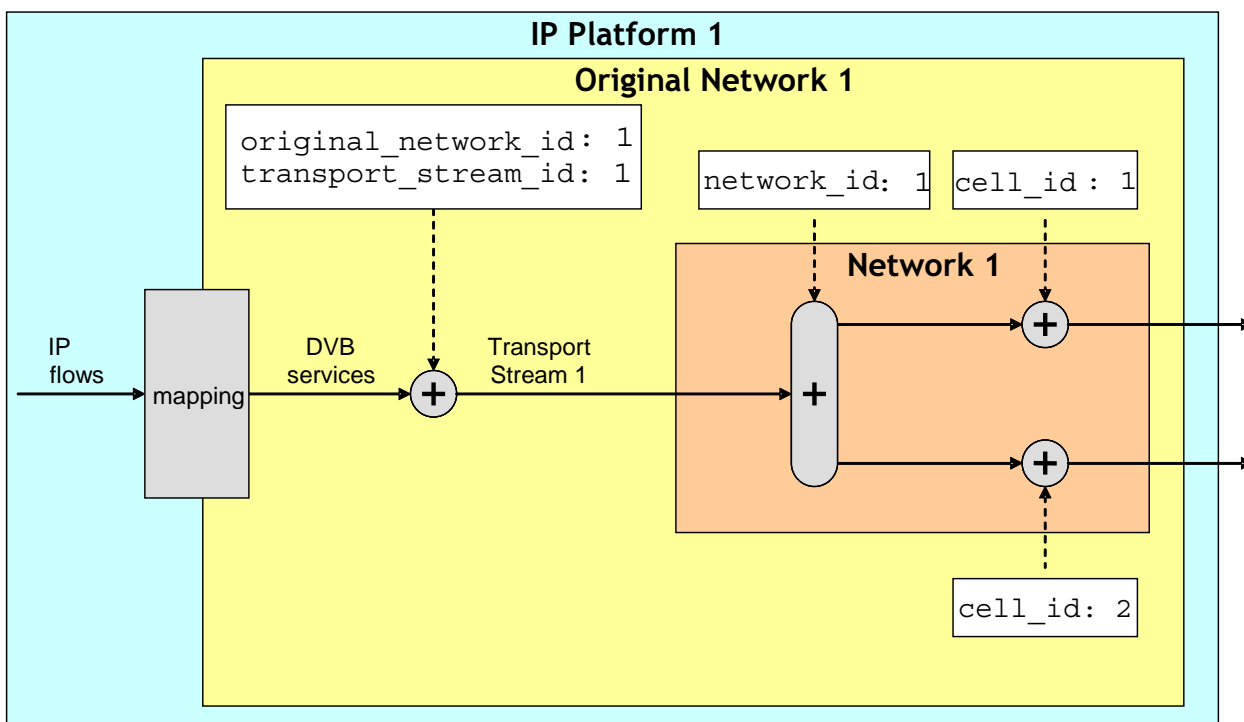 IP Platform 1
Original Network 1
original_network_id: 1
transport_stream_id: 1
network_id: 1
cell_id : 1
Network 1
IP
flows
mapping
DVB
services
+
Transport
Stream 1
+
+
+
cell_id: 2